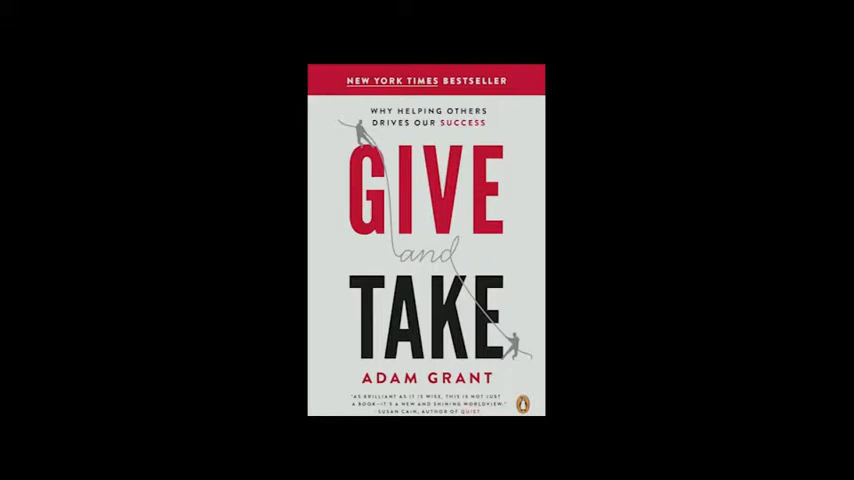 NEW YORK TIMES BESTSELLER
WHY HELPING OTHERS
DRIVES OUR SUCCESS
GIVE
and
TAKE
ADAM GRANT
"AS BRILLIANT AS IT IS WISE, THIS IS NOT JUST
A BOOK—IT'S A NEW AND SHINING WORLDVIEW."
-SUSAN CAIN, AUTHOR OF QUIET